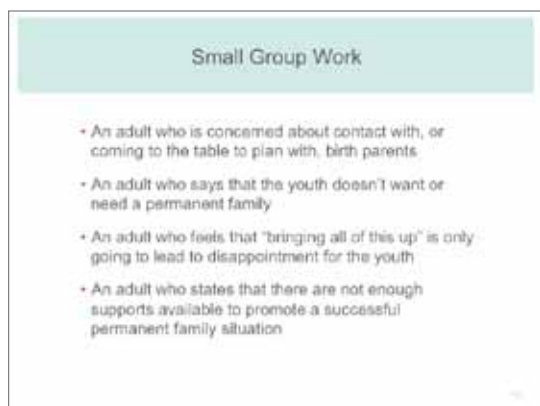 Small Group Work
• An adult who is concerned about contact with, or
coming to the table to plan with, birth parents
• An adult who says that the youth doesn't want or
need a permanent family
• An adult who feels that "bringing all of this up" is only
going to lead to disappointment for the youth
• An adult who states that there are not enough
supports available to promote a successful
permanent family situation